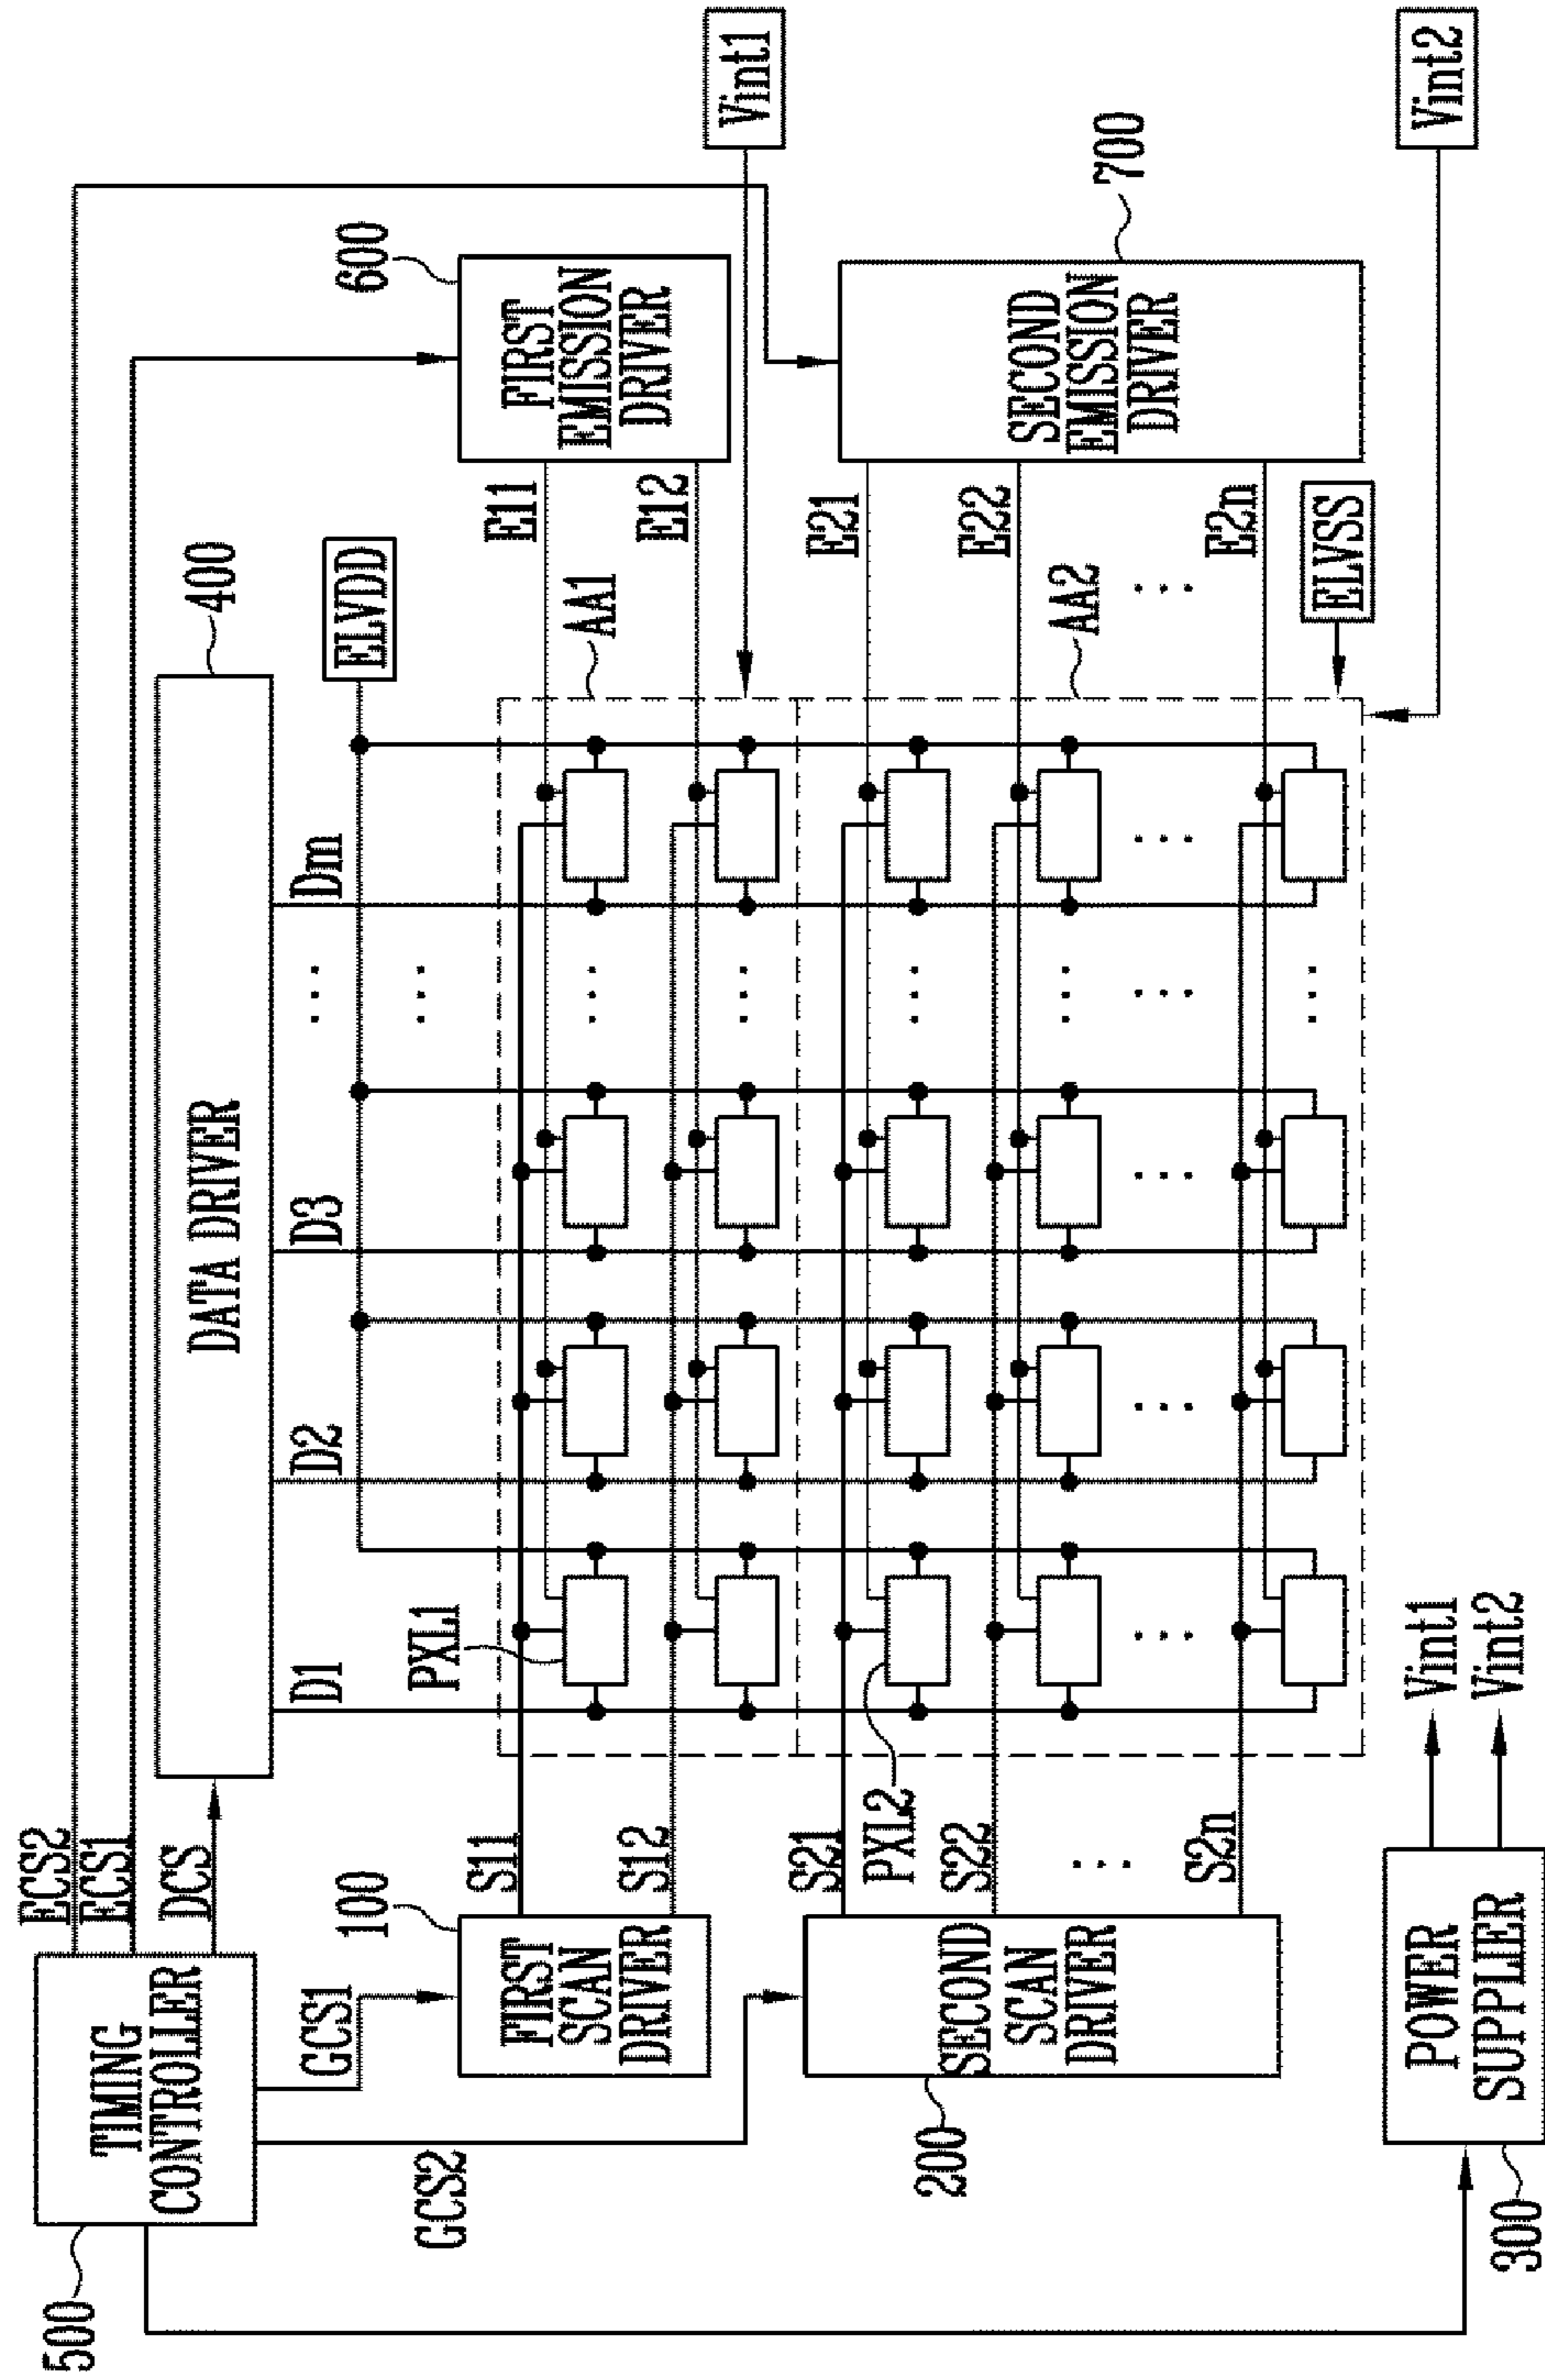 500
TIMING
CONTROLLER
ECS2
ECS1
DCS
GCS1
GCS2
DATA DRIVER
400
D1
D2
D3
...
Dm
ELVDD
...
100
FIRST
SCAN
DRIVER
S11
S12
PXL1
AA1
... 
...
E11
E12
600
FIRST
EMISSION
DRIVER
Vint1
200
SECOND
SCAN
DRIVER
S21
PXL2
S22
...
S2n
...
...
... ... ... ... ...
...
AA2
E21
E22
...
E2n
700
SECOND
EMISSION
DRIVER
ELVSS
Vint2
300
POWER
SUPPLIER
Vint1
Vint2